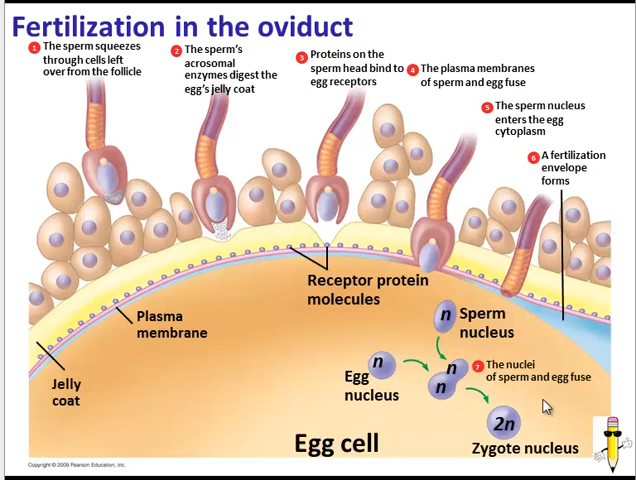 Fertilization in the oviduct
1 The sperm squeezes
through cells left
over from the follicle
2 The sperm's
acrosomal
enzymes digest the
egg's jelly coat
3 Proteins on the
sperm head bind to
egg receptors
4 The plasma membranes
of sperm and egg fuse
5 The sperm nucleus
enters the egg
cytoplasm
6 A fertilization
envelope
forms
Receptor protein
molecules
Plasma
membrane
Jelly
coat
n Sperm
nucleus
n
Egg
nucleus
n
n
7 The nuclei
of sperm and egg fuse
2n
Zygote nucleus
Egg cell
Copyright © 2009 Pearson Education, Inc.